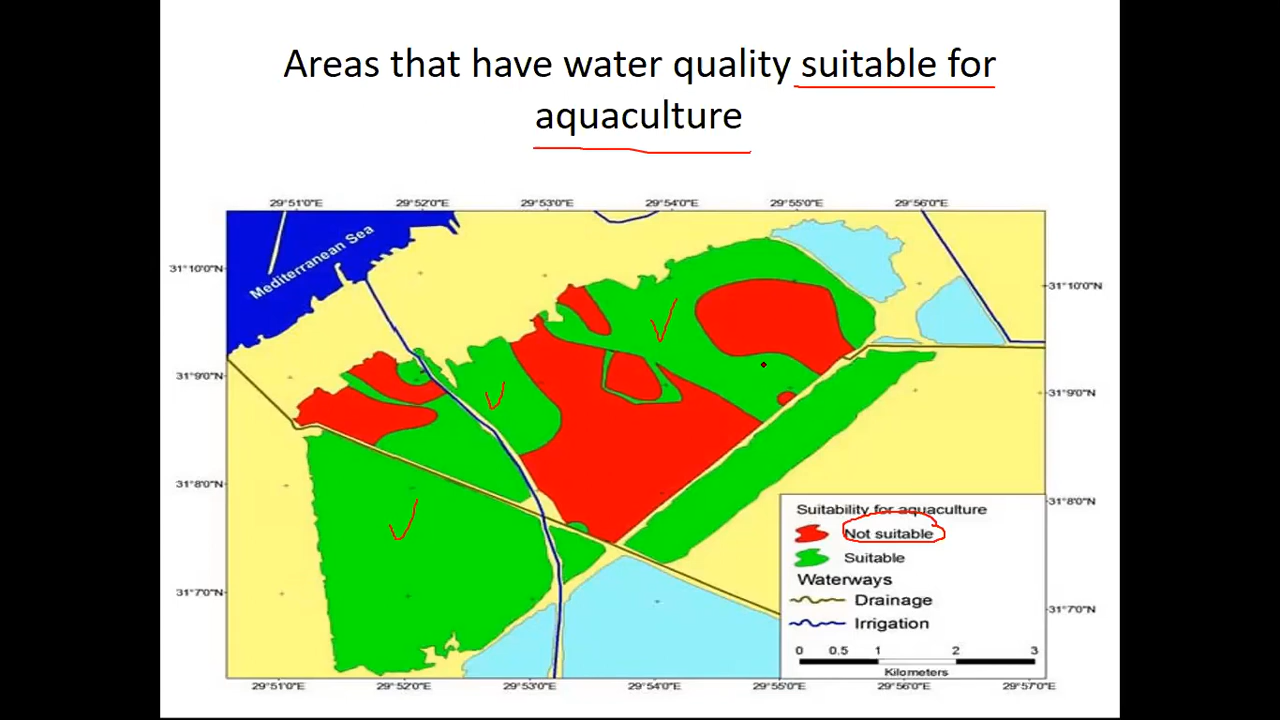 Areas that have water quality suitable for
aquaculture
29°51'0"E 29°52'0"E 29°53'0"E 29°54'0"E 29°55'0"E 29°56'0"E
Mediterranean Sea
31°10'0"N
31°10'0"N
31°9'0"N
31°9'0"N
31°8'0"N
31°8'0"N
Suitability for aquaculture
Not suitable
Suitable
Waterways
31°7'0"N
Drainage
31°7'0"N
Irrigation
0 0.5 1 2 3
Kilometers
29°51'0"E 29°52'0"E 29°53'0"E 29°54'0"E 29°55'0"E 29°56'0"E 29°57'0"E